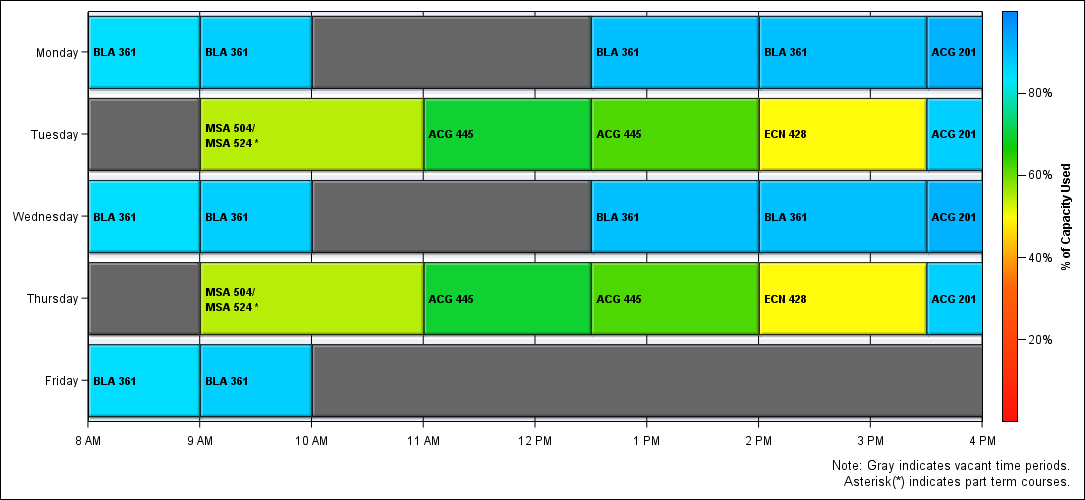 Monday
BLA 361
BLA 361
BLA 361
BLA 361
ACG 201
Tuesday
MSA 504/
MSA 524 *
ACG 445
ACG 445
ECN 428
ACG 201
Wednesday
BLA 361
BLA 361
BLA 361
BLA 361
ACG 201
Thursday
MSA 504/
MSA 524 *
ACG 445
ACG 445
ECN 428
ACG 201
Friday
BLA 361
BLA 361
8 AM
9 AM
10 AM
11 AM
12 PM
1 PM
2 PM
3 PM
4 PM
80%
60%
40%
20%
% of Capacity Used
Note: Gray indicates vacant time periods.
Asterisk(*) indicates part term courses.